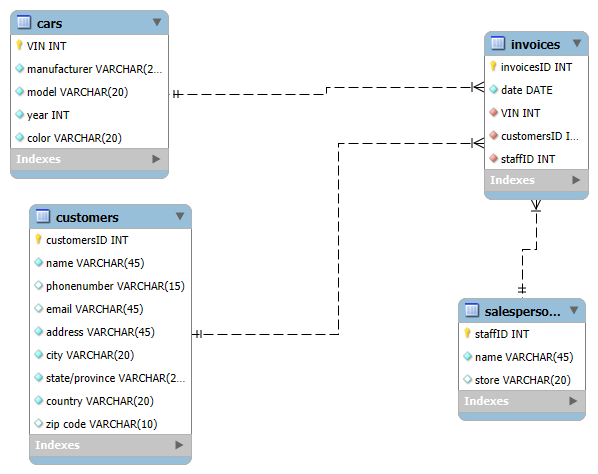 cars
VIN INT
manufacturer VARCHAR(2...
model VARCHAR(20)
year INT
color VARCHAR(20)
Indexes
customers
customersID INT
name VARCHAR(45)
phonenumber VARCHAR(15)
email VARCHAR(45)
address VARCHAR(45)
city VARCHAR(20)
state/province VARCHAR(2...
country VARCHAR(20)
zip code VARCHAR(10)
Indexes
invoices
invoicesID INT
date DATE
VIN INT
customersID I...
staffID INT
Indexes
salesperso...
staffID INT
name VARCHAR(45)
store VARCHAR(20)
Indexes